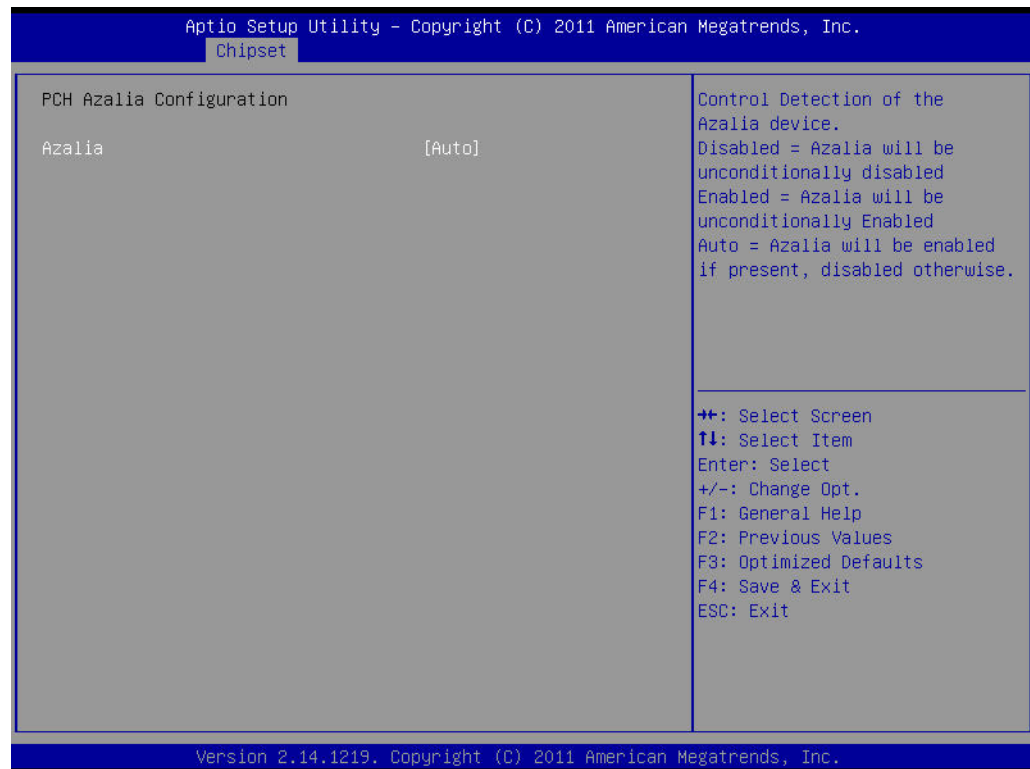 Aptio Setup Utility – Copyright (C) 2011 American Megatrends, Inc.
Chipset
PCH Azalia Configuration
Azalia [Auto]
Control Detection of the
Azalia device.
Disabled = Azalia will be
unconditionally disabled
Enabled = Azalia will be
unconditionally Enabled
Auto = Azalia will be enabled
if present, disabled otherwise.
→←: Select Screen
↑↓: Select Item
Enter: Select
+/-: Change Opt.
F1: General Help
F2: Previous Values
F3: Optimized Defaults
F4: Save & Exit
ESC: Exit
Version 2.14.1219. Copyright (C) 2011 American Megatrends, Inc.